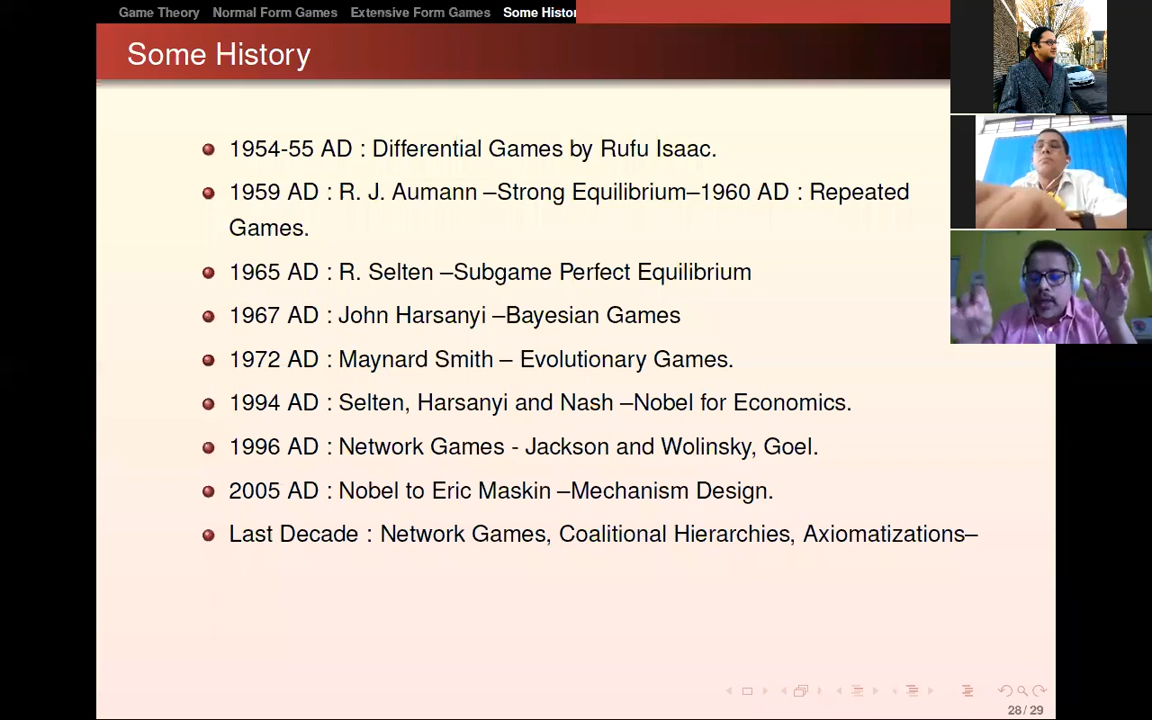 Game Theory Normal Form Games Extensive Form Games Some Histor
Some History
1954-55 AD : Differential Games by Rufu Isaac.
1959 AD : R. J. Aumann –Strong Equilibrium–1960 AD : Repeated
Games.
1965 AD : R. Selten –Subgame Perfect Equilibrium
1967 AD : John Harsanyi –Bayesian Games
1972 AD : Maynard Smith – Evolutionary Games.
1994 AD : Selten, Harsanyi and Nash –Nobel for Economics.
1996 AD : Network Games - Jackson and Wolinsky, Goel.
2005 AD : Nobel to Eric Maskin –Mechanism Design.
Last Decade : Network Games, Coalitional Hierarchies, Axiomatizations–
28 / 29